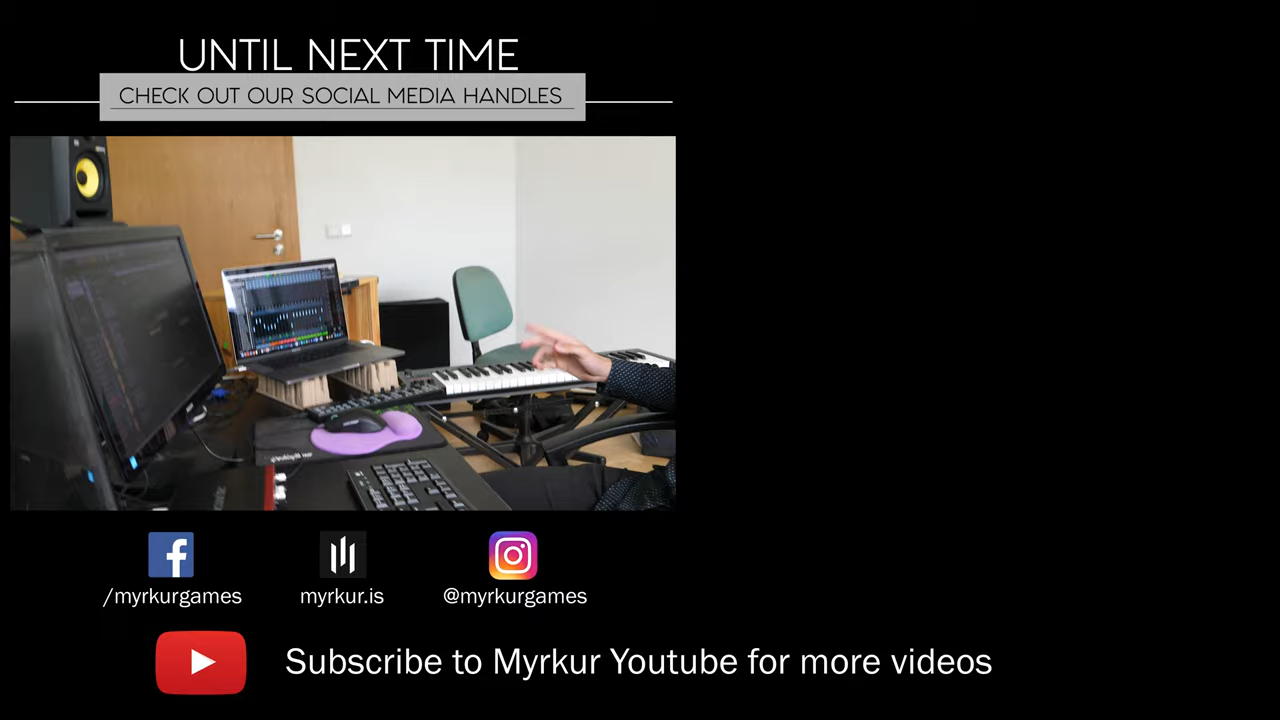 UNTIL NEXT TIME
CHECK OUT OUR SOCIAL MEDIA HANDLES
/myrkurgames
myrkur.is
@myrkurgames
Subscribe to Myrkur Youtube for more videos